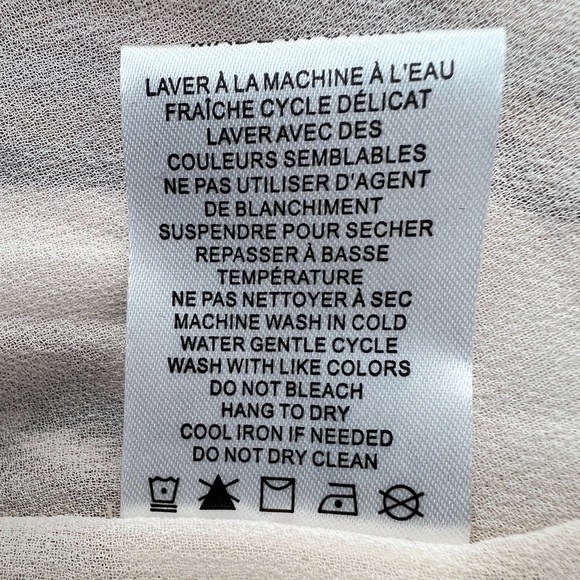 LAVER À LA MACHINE À L'EAU
FRAÎCHE CYCLE DÉLICAT
LAVER AVEC DES
COULEURS SEMBLABLES
NE PAS UTILISER D'AGENT
DE BLANCHIMENT
SUSPENDRE POUR SECHER
REPASSER À BASSE
TEMPÉRATURE
NE PAS NETTOYER À SEC
MACHINE WASH IN COLD
WATER GENTLE CYCLE
WASH WITH LIKE COLORS
DO NOT BLEACH
HANG TO DRY
COOL IRON IF NEEDED
DO NOT DRY CLEAN